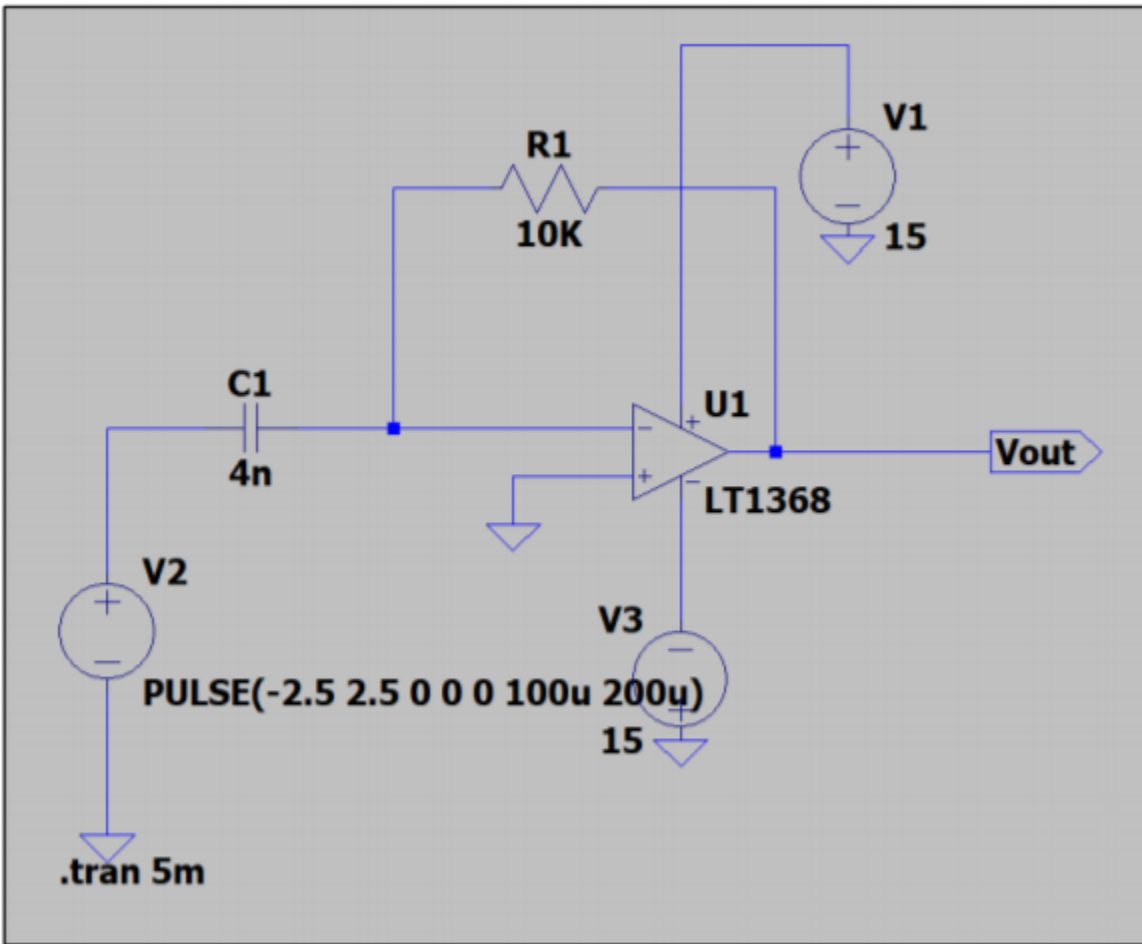 V1
R1
10K
15
C1
U1
4n
Vout
LT1368
V2
V3
PULSE(-2.5 2.5 0 0 0 100u 200u)
15
.tran 5m